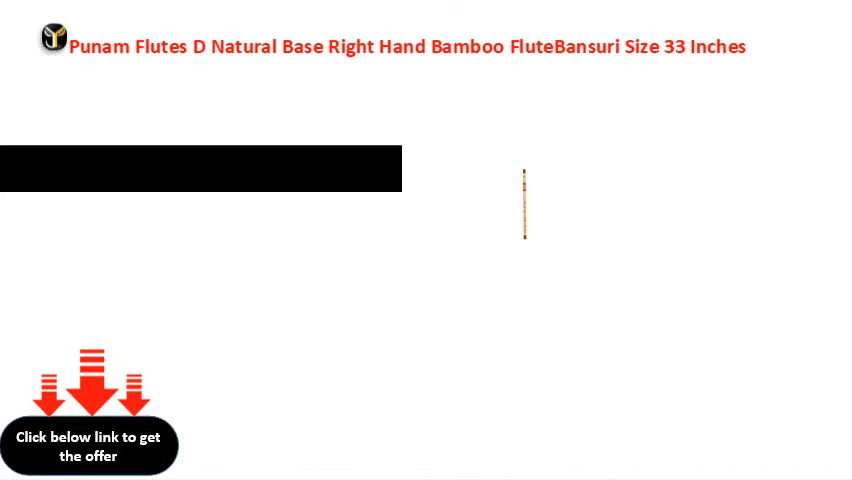 Punam Flutes D Natural Base Right Hand Bamboo FluteBansuri Size 33 Inches
Click below link to get
the offer